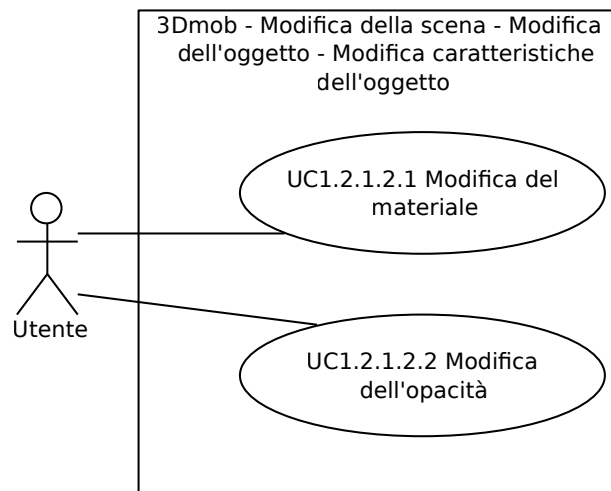 3Dmob - Modifica della scena - Modifica
dell'oggetto - Modifica caratteristiche
dell'oggetto
UC1.2.1.2.1 Modifica del
materiale
Utente
UC1.2.1.2.2 Modifica
dell'opacità